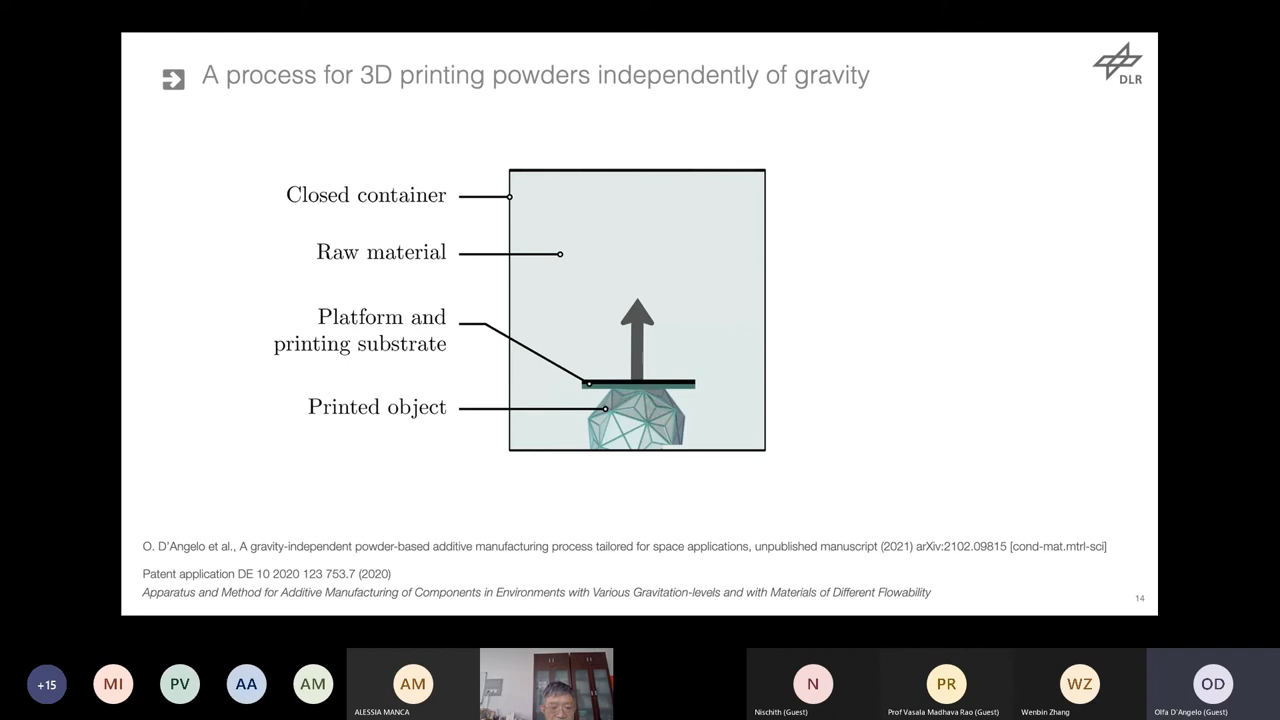 A process for 3D printing powders independently of gravity
DLR
Closed container
Raw material
Platform and
printing substrate
Printed object
O. D'Angelo et al., A gravity-independent powder-based additive manufacturing process tailored for space applications, unpublished manuscript (2021) arXiv:2102.09815 [cond-mat.mtrl-sci]
Patent application DE 10 2020 123 753.7 (2020)
Apparatus and Method for Additive Manufacturing of Components in Environments with Various Gravitation-levels and with Materials of Different Flowability
14
+15
MI
PV
AA
AM
AM
ALESSIA MANCA
N
Nischith (Guest)
PR
Prof Vasala Madhava Rao (Guest)
WZ
Wenbin Zhang
OD
Olfa D'Angelo (Guest)